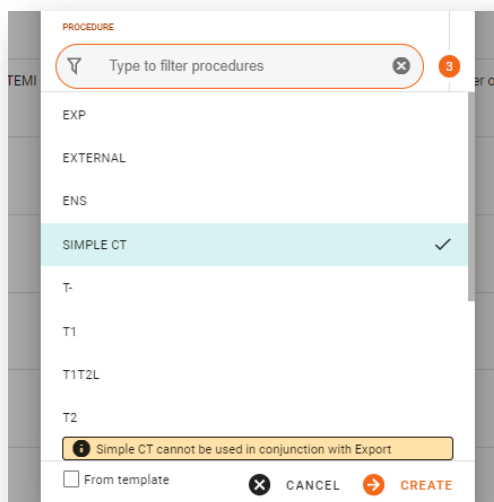 PROCEDURE
Type to filter procedures
3
TEMI
er o
EXP
EXTERNAL
ENS
SIMPLE CT
T-
T1
T1T2L
T2
Simple CT cannot be used in conjunction with Export
From template
CANCEL
CREATE